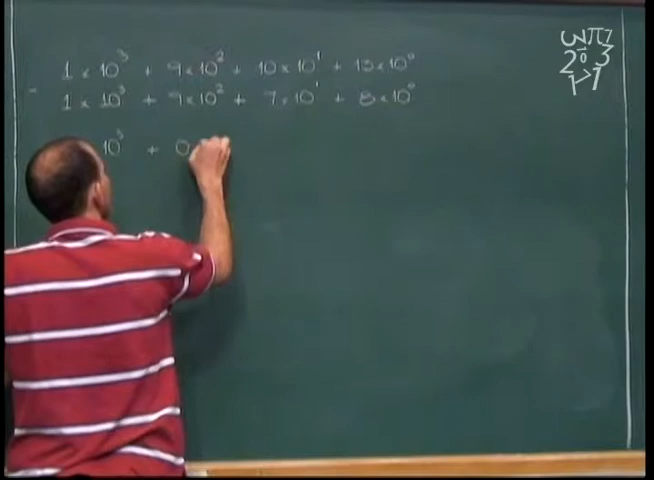 1 × 10³ + 9 × 10² + 10 × 10¹ + 13 × 10⁰
- 1 × 10³ + 9 × 10² + 7 × 10¹ + 8 × 10⁰
10³ + 0